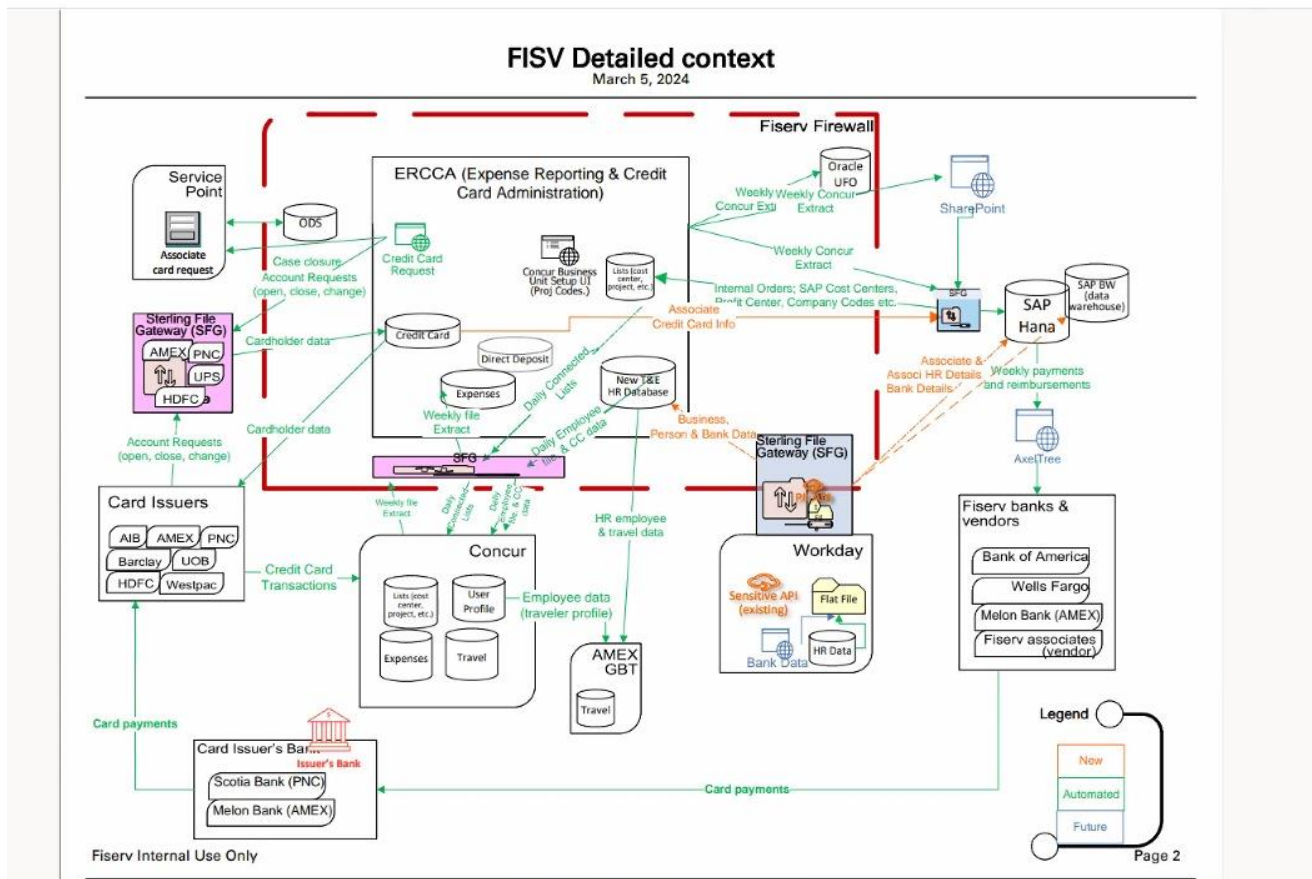 FISV Detailed context
March 5, 2024
Fiserv Firewall
Service
Point
Associate
card request
ODS
ERCCA (Expense Reporting & Credit
Card Administration)
Credit Card
Request
Concur Business
Unit Setup UI
(Proj Codes.)
Lists (cost
center,
project, etc.)
Oracle
UFO
SharePoint
Weekly
Concur Ext
Weekly Concur
Extract
Weekly Concur
Extract
Case closure
Account Requests
(open, close, change)
Internal Orders; SAP Cost Centers,
Profit Center, Company Codes etc.
SFG
SAP
Hana
SAP BW
(data
warehouse)
Sterling File
Gateway (SFG)
AMEX
PNC
UPS
HDFC
Cardholder data
Credit Card
Associate
Credit Card Info
Direct Deposit
Expenses
New T&E
HR Database
Daily Connected
Lists
Weekly file
Extract
Daily Employee
file, & CC data
Business,
Person & Bank Data
Associate &
Associ HR Details
Bank Details
Weekly payments
and reimbursements
AxelTree
Cardholder data
Account Requests
(open, close, change)
SFG
Sterling File
Gateway (SFG)
Weekly file
Extract
Daily
Connected
Lists
Daily
Employee
file, & CC
data
HR employee
& travel data
Card Issuers
AIB
AMEX
PNC
Barclay
UOB
HDFC
Westpac
Credit Card
Transactions
Concur
Lists (cost
center,
project, etc.)
User
Profile
Expenses
Travel
Employee data
(traveler profile)
AMEX
GBT
Travel
Workday
Sensitive API
(existing)
Flat File
Bank Data
HR Data
Fiserv banks &
vendors
Bank of America
Wells Fargo
Melon Bank (AMEX)
Fiserv associates
(vendor)
Card payments
Card Issuer's Bank
Issuer's Bank
Scotia Bank (PNC)
Melon Bank (AMEX)
Card payments
Legend
New
Automated
Future
Fiserv Internal Use Only
Page 2